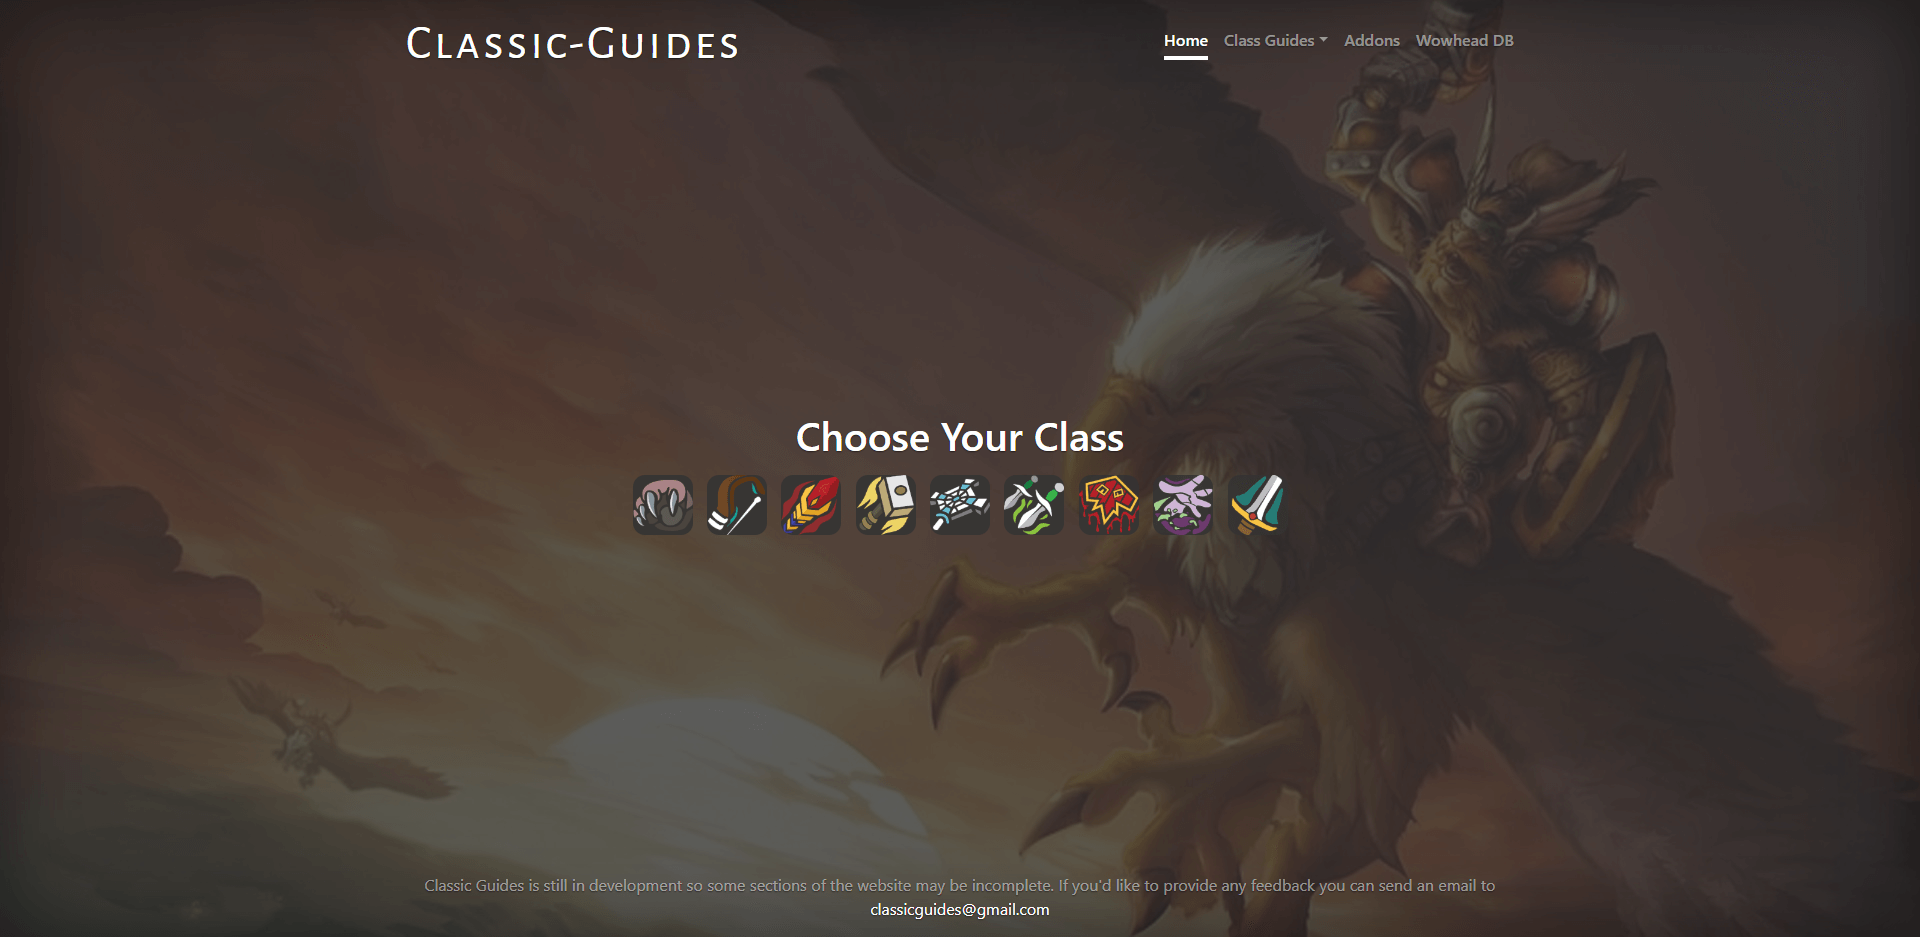 Classic-Guides
Home Class Guides Addons Wowhead DB
Choose Your Class
Classic Guides is still in development so some sections of the website may be incomplete. If you'd like to provide any feedback you can send an email to
classicguides@gmail.com